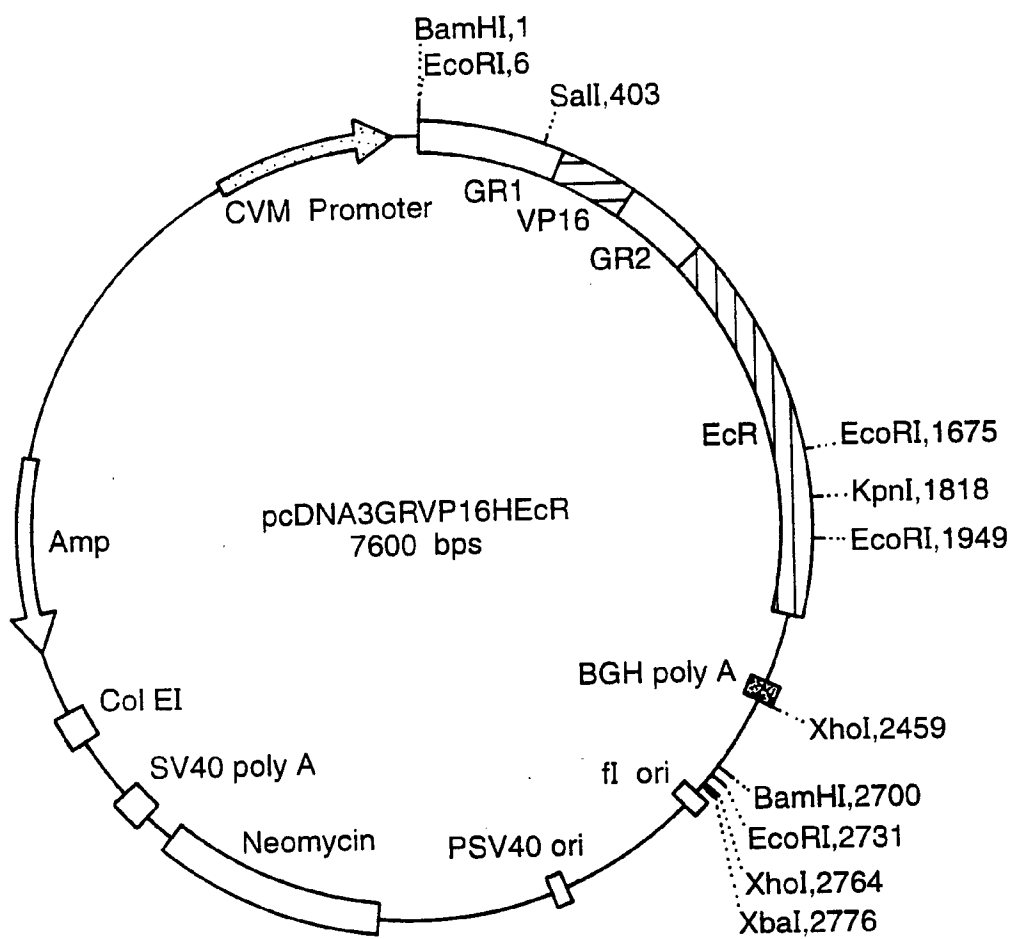 BamHI,1
EcoRI,6
SalI,403
GR1
CVM Promoter
VP16
GR2
EcR
EcoRI,1675
KpnI,1818
pcDNA3GRVP16HEcR
EcoRI,1949
7600 bps
Amp
BGH poly A
Col EI
XhoI,2459
SV40 poly A
fI ori
BamHI,2700
EcoRI,2731
Neomycin
PSV40 ori
XhoI,2764
XbaI,2776